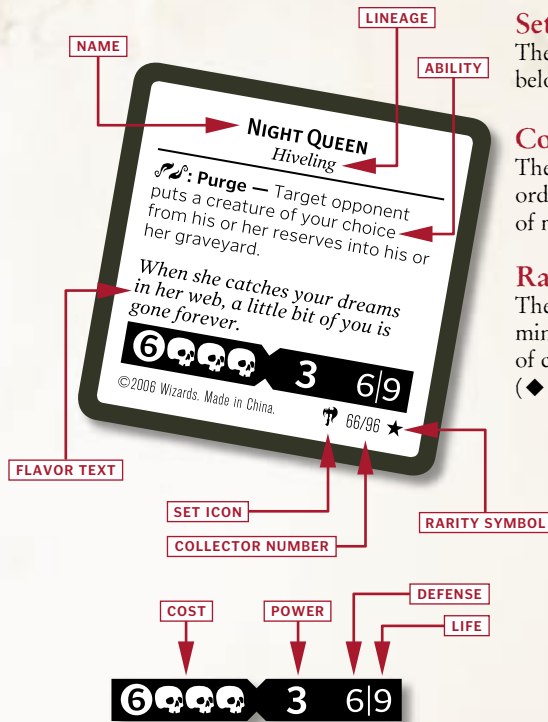 LINEAGE
NAME
ABILITY
NIGHT QUEEN
Hiveling
: Purge — Target opponent
puts a creature of your choice
from his or her reserves into his or
her graveyard.
When she catches your dreams
in her web, a little bit of you is
gone forever.
6 3 6|9
©2006 Wizards. Made in China. 66/96 ★
FLAVOR TEXT
SET ICON
RARITY SYMBOL
COLLECTOR NUMBER
DEFENSE
COST POWER
LIFE
6 3 6|9
Set
The
belo
Co
The
ord
of n
Ra
The
min
of c
(◆